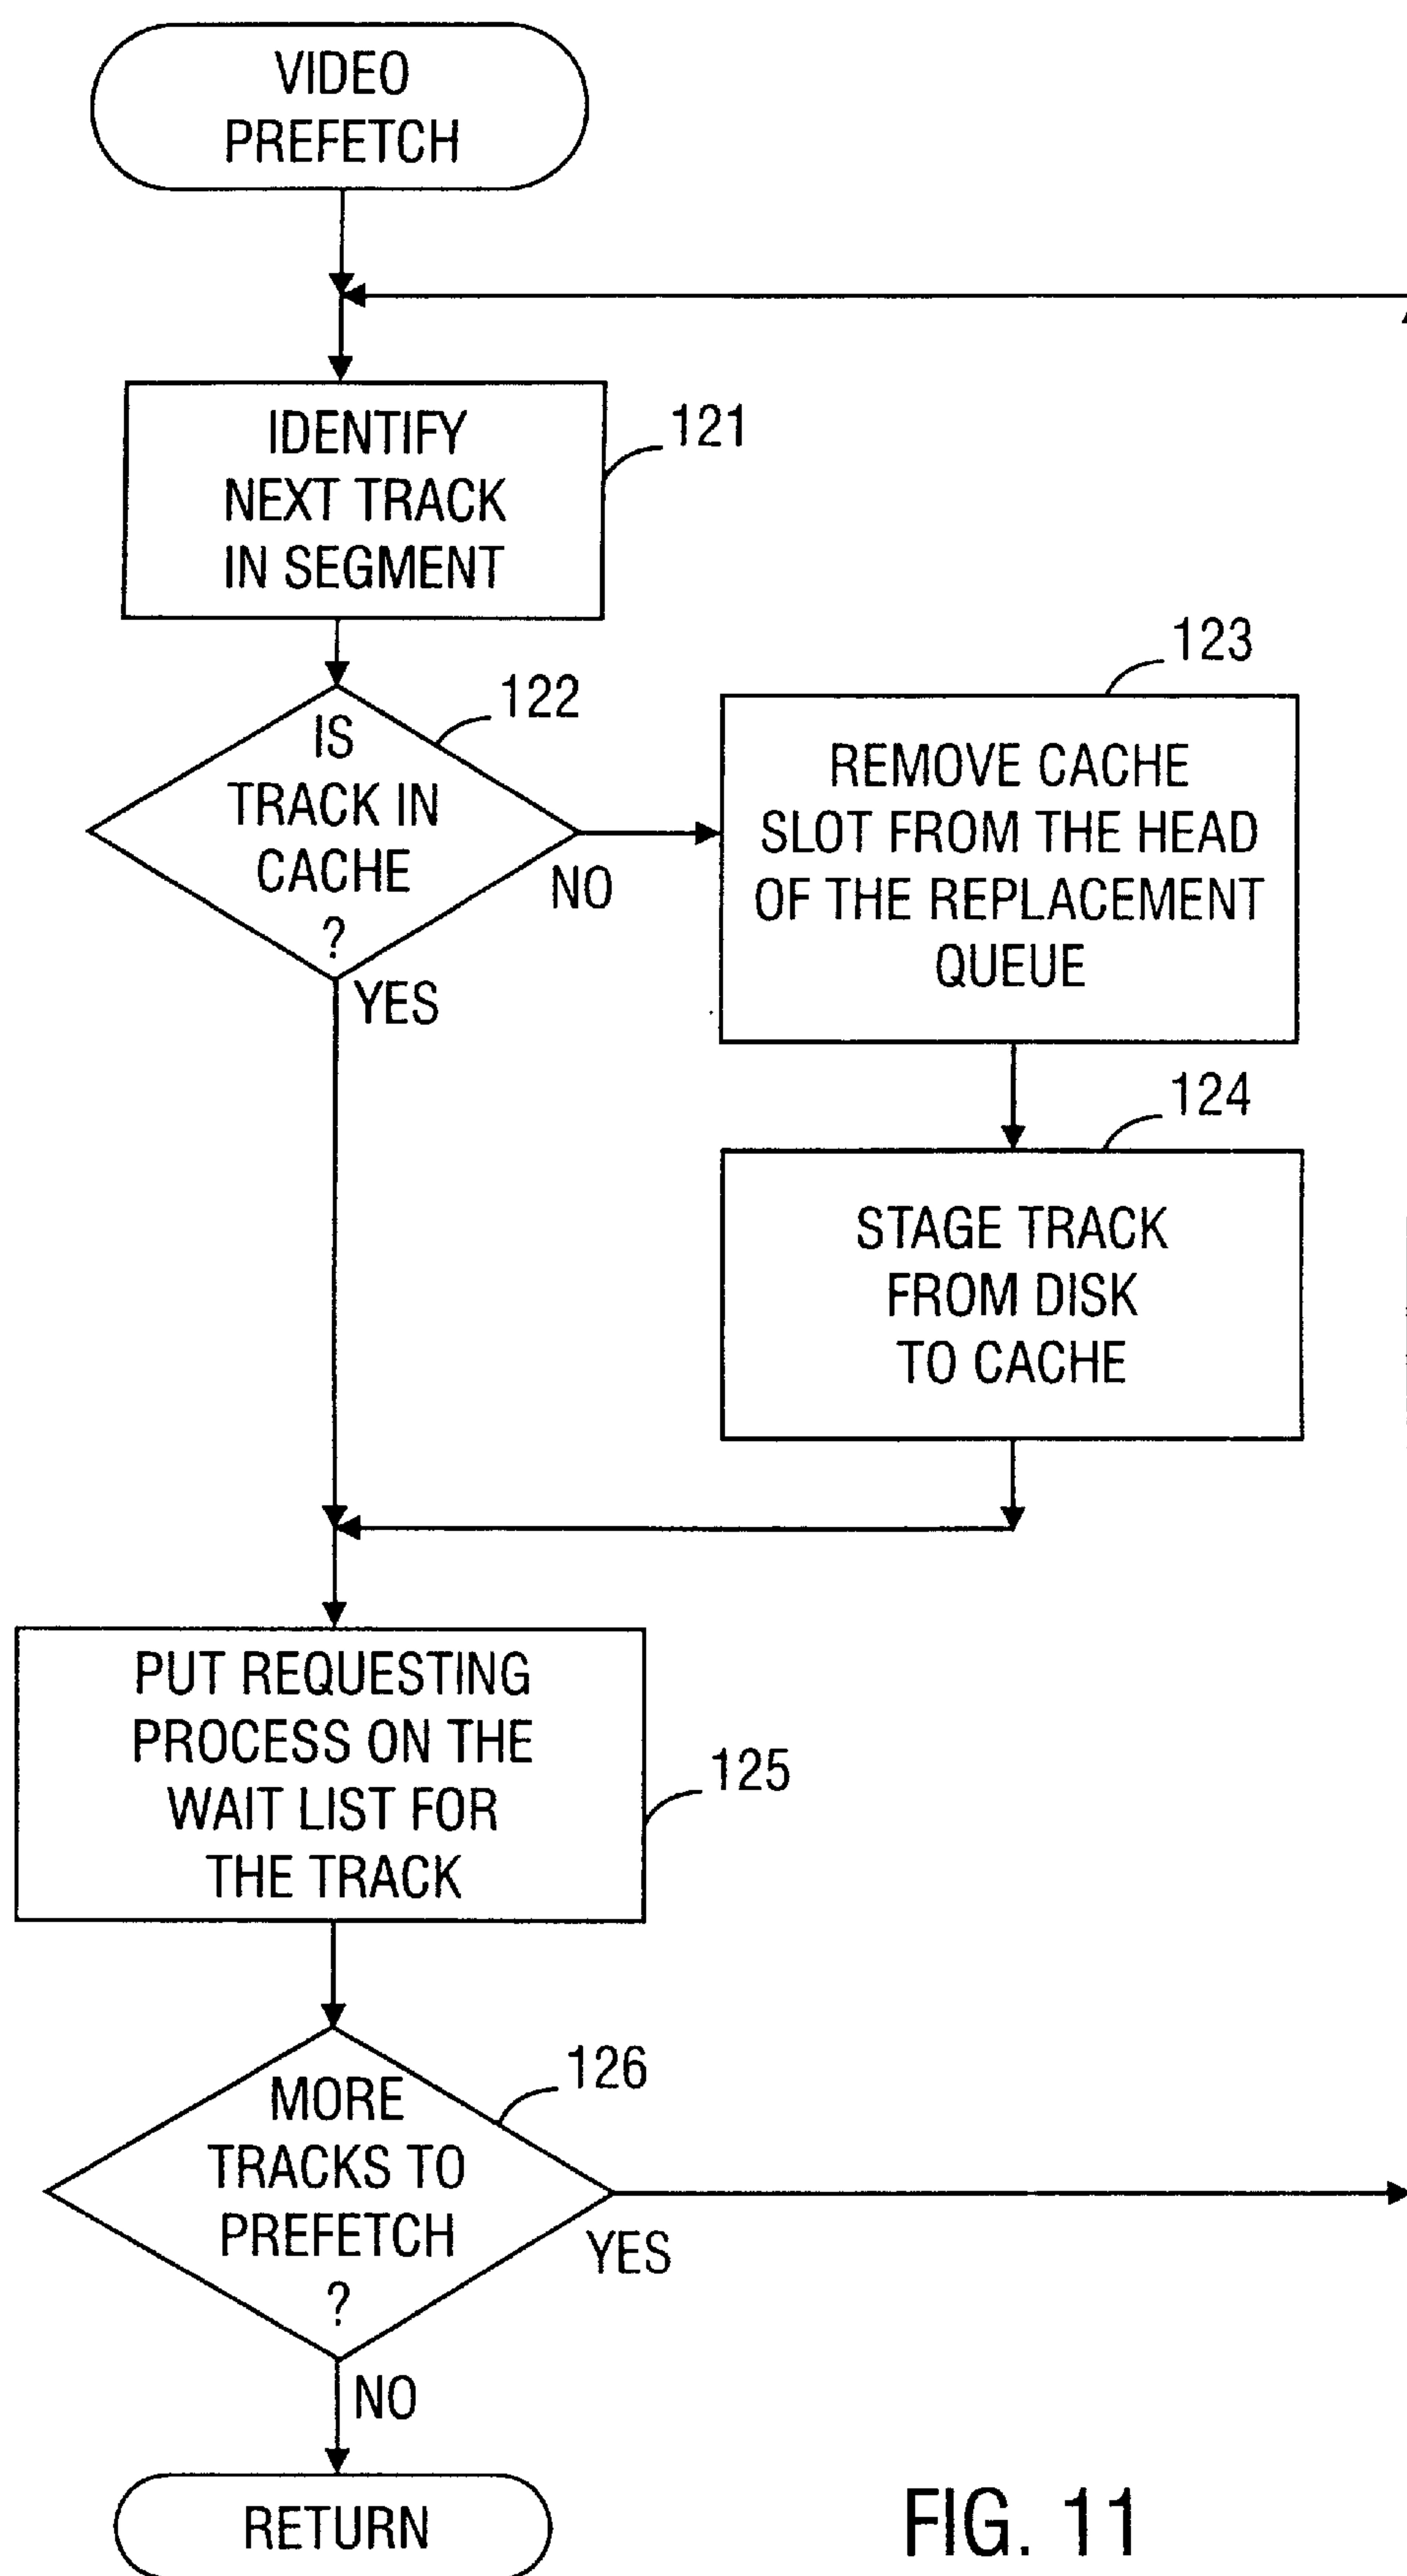 VIDEO
PREFETCH
IDENTIFY
NEXT TRACK
IN SEGMENT
121
IS
TRACK IN
CACHE
?
122
NO
YES
123
REMOVE CACHE
SLOT FROM THE HEAD
OF THE REPLACEMENT
QUEUE
124
STAGE TRACK
FROM DISK
TO CACHE
PUT REQUESTING
PROCESS ON THE
WAIT LIST FOR
THE TRACK
125
MORE
TRACKS TO
PREFETCH
?
126
YES
NO
RETURN
FIG. 11